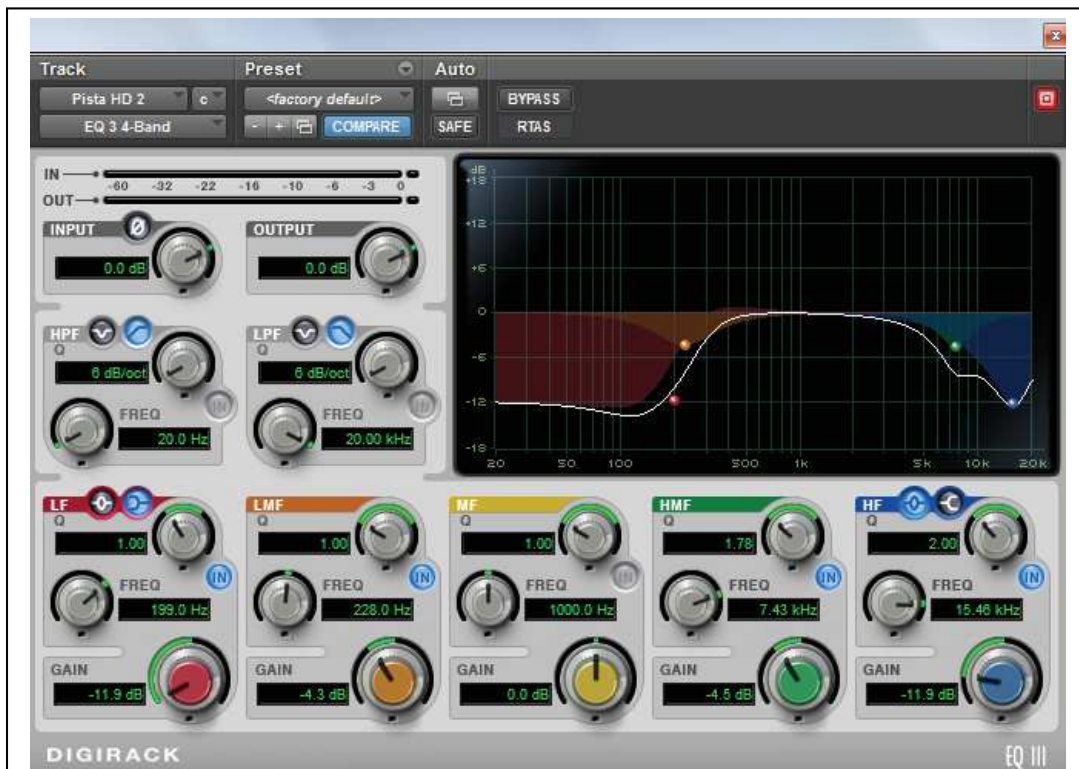 Track Preset Auto
Pista HD 2 c <factory default> BYPASS
EQ 3 4-Band - + COMPARE SAFE RTAS
IN
-60 -32 -22 -16 -10 -6 -3 0
OUT
INPUT Ø OUTPUT
0.0 dB 0.0 dB
HPF LPF
Q Q
6 dB/oct 6 dB/oct
IN IN
FREQ FREQ
20.0 Hz 20.00 kHz
dB
+18
+12
+6
0
-6
-12
-18
20 50 100 500 1k 5k 10k 20k
LF LMF MF HMF HF
Q Q Q Q Q
1.00 1.00 1.00 1.78 2.00
IN IN IN IN IN
FREQ FREQ FREQ FREQ FREQ
199.0 Hz 228.0 Hz 1000.0 Hz 7.43 kHz 15.46 kHz
GAIN GAIN GAIN GAIN GAIN
-11.9 dB -4.3 dB 0.0 dB -4.5 dB -11.9 dB
DIGIRACK EQ III